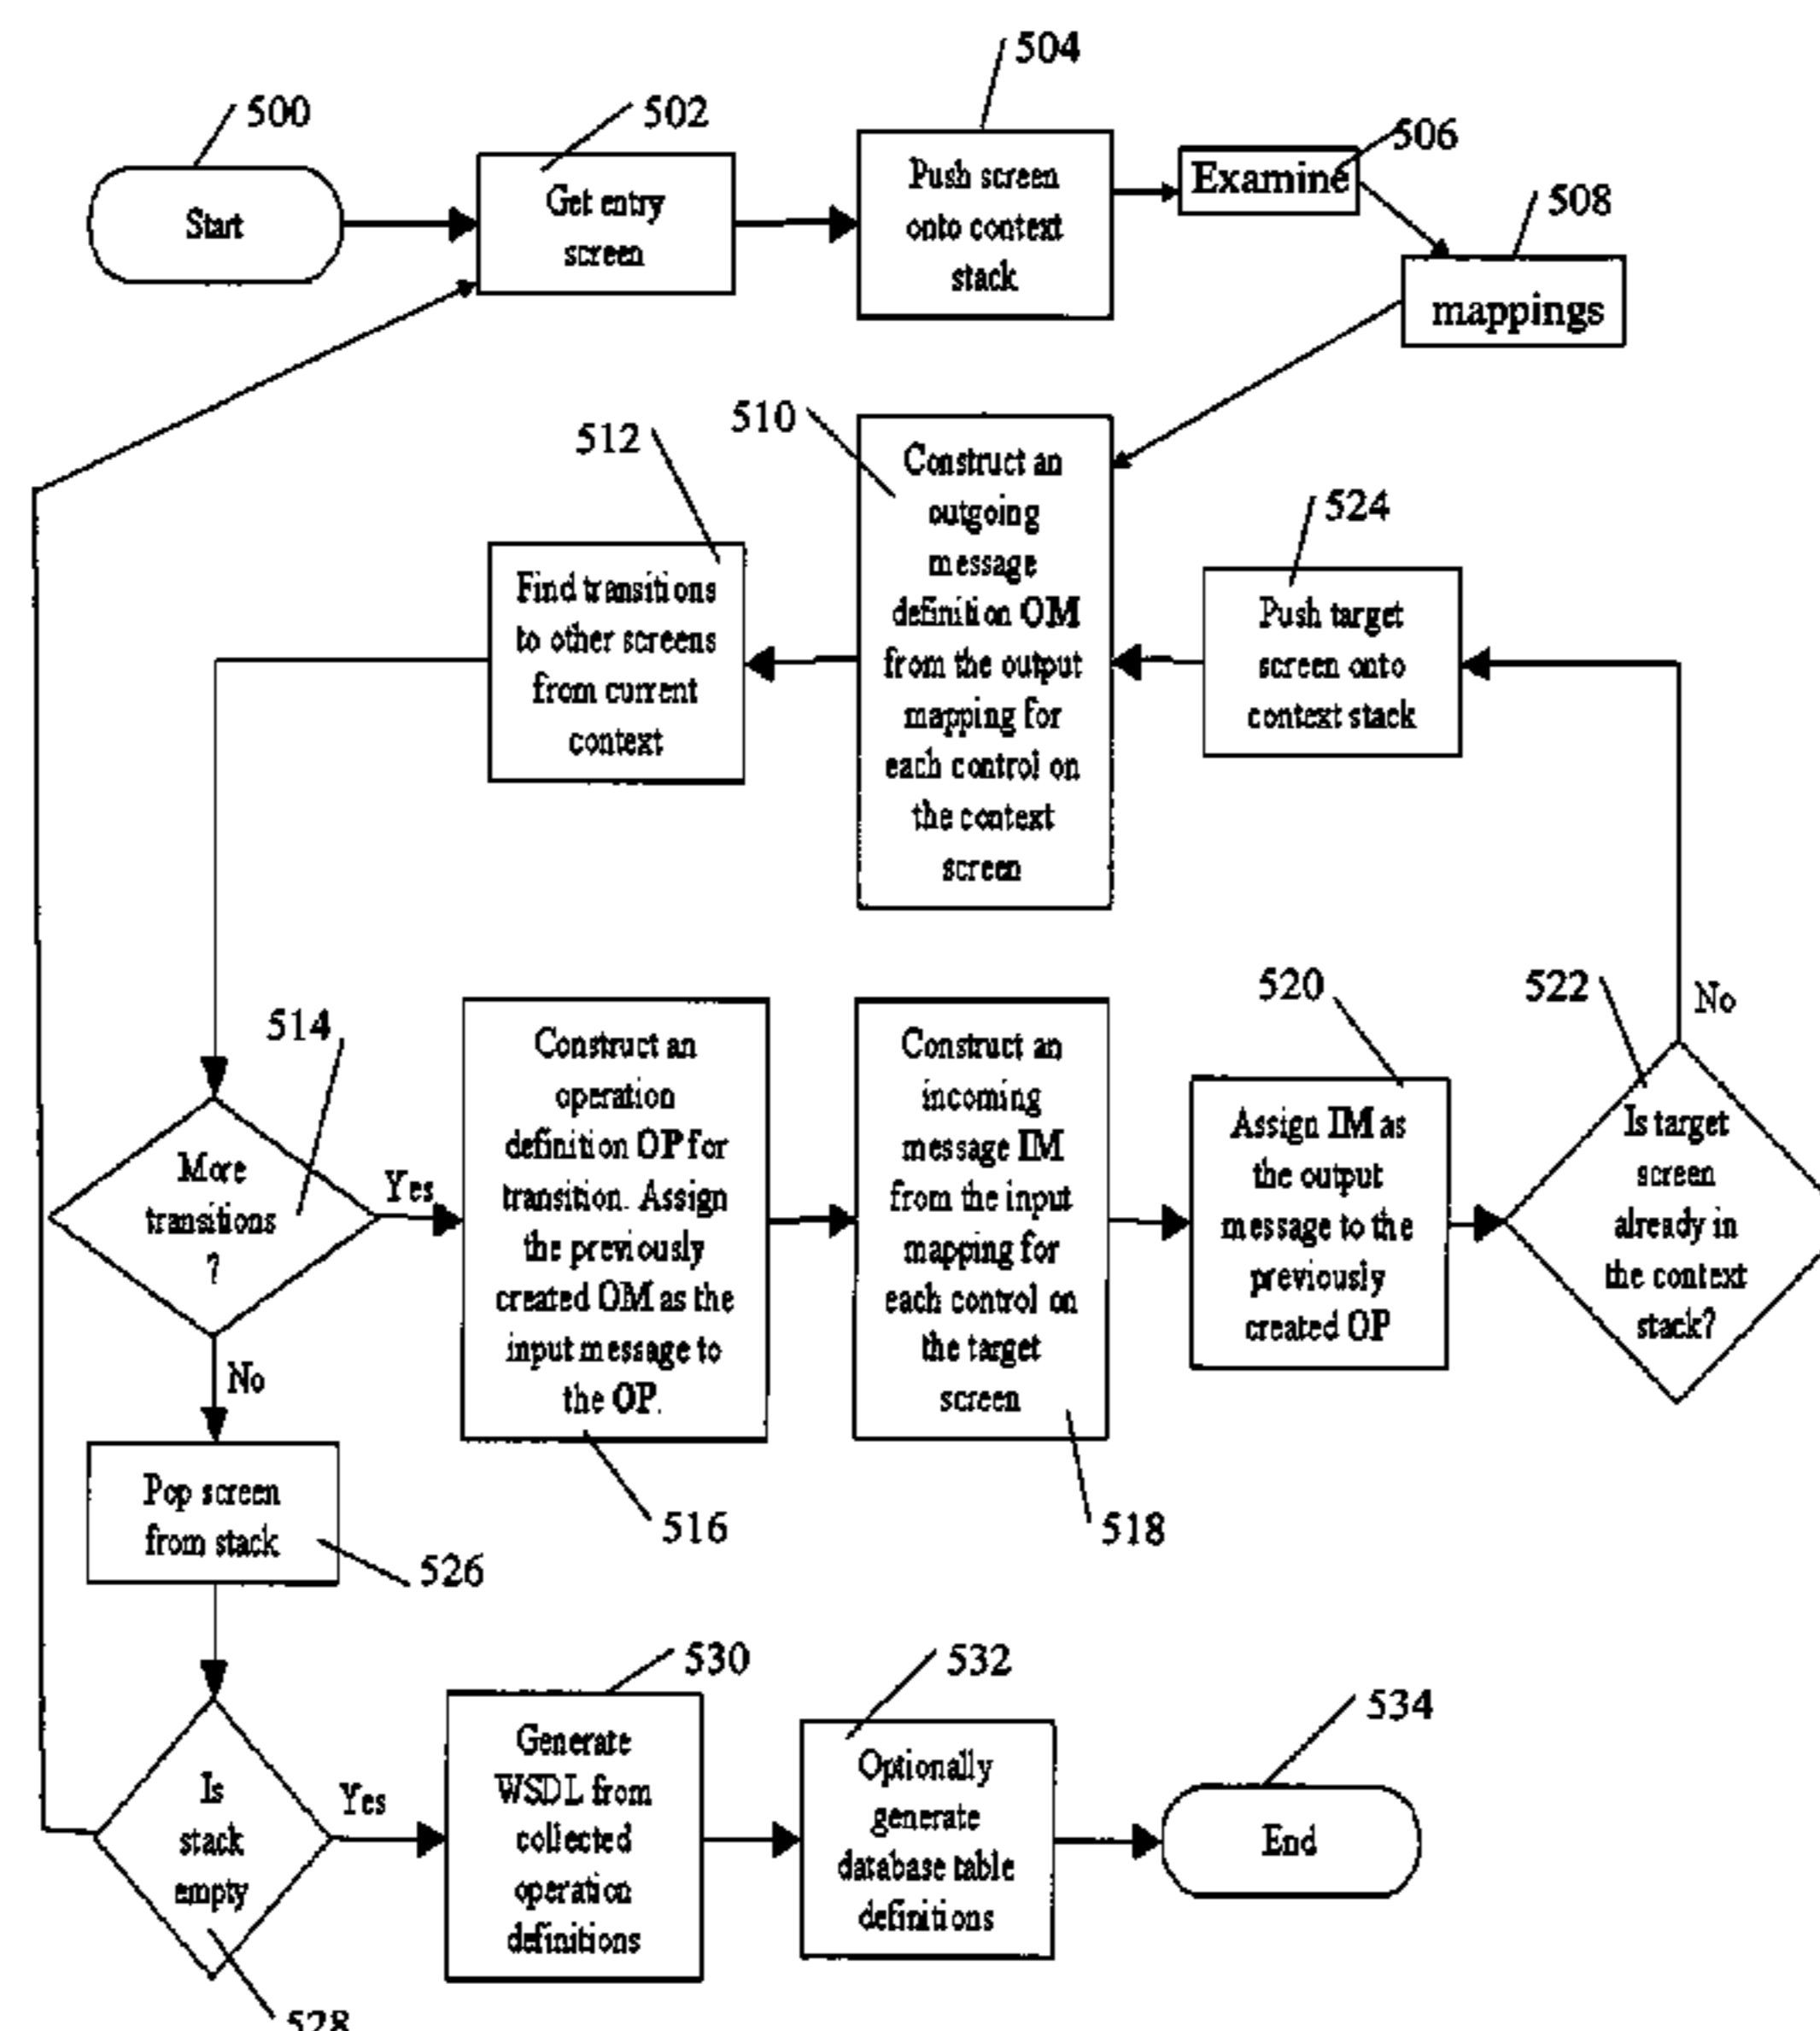 500
Start
502
Get entry
screen
504
Push screen
onto context
stack
506
Examine
508
mappings
510
Construct an
outgoing
message
definition OM
from the output
mapping for
each control on
the context
screen
512
Find transitions
to other screens
from current
context
524
Push target
screen onto
context stack
514
More
transitions
?
Yes
No
516
Construct an
operation
definition OP for
transition. Assign
the previously
created OM as the
input message to
the OP.
518
Construct an
incoming
message IM
from the input
mapping for
each control on
the target
screen
520
Assign IM as
the output
message to the
previously
created OP
522
Is target
screen
already in
the context
stack?
No
526
Pop screen
from stack
528
Is
stack
empty
Yes
530
Generate
WSDL from
collected
operation
definitions
532
Optionally
generate
database table
definitions
534
End